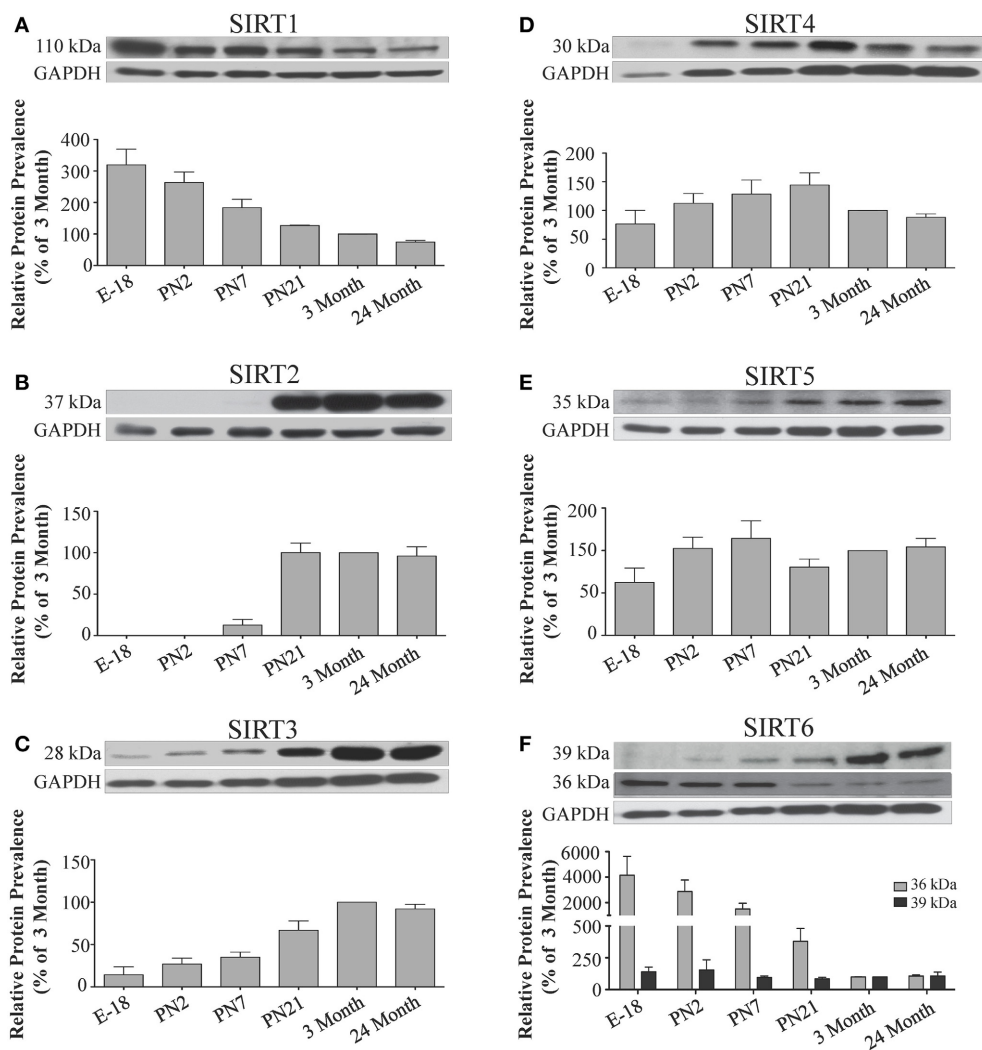 A
SIRT1
110 kDa
GAPDH
Relative Protein Prevalence
(% of 3 Month)
400
300
200
100
0
E-18
PN2
PN7
PN21
3 Month
24 Month
B
SIRT2
37 kDa
GAPDH
Relative Protein Prevalence
(% of 3 Month)
150
100
50
0
E-18
PN2
PN7
PN21
3 Month
24 Month
C
SIRT3
28 kDa
GAPDH
Relative Protein Prevalence
(% of 3 Month)
150
100
50
0
E-18
PN2
PN7
PN21
3 Month
24 Month
D
SIRT4
30 kDa
GAPDH
Relative Protein Prevalence
(% of 3 Month)
200
150
100
50
0
E-18
PN2
PN7
PN21
3 Month
24 Month
E
SIRT5
35 kDa
GAPDH
Relative Protein Prevalence
(% of 3 Month)
200
150
50
0
E-18
PN2
PN7
PN21
3 Month
24 Month
F
SIRT6
39 kDa
36 kDa
GAPDH
Relative Protein Prevalence
(% of 3 Month)
6000
4000
2000
500
250
0
36 kDa
39 kDa
E-18
PN2
PN7
PN21
3 Month
24 Month